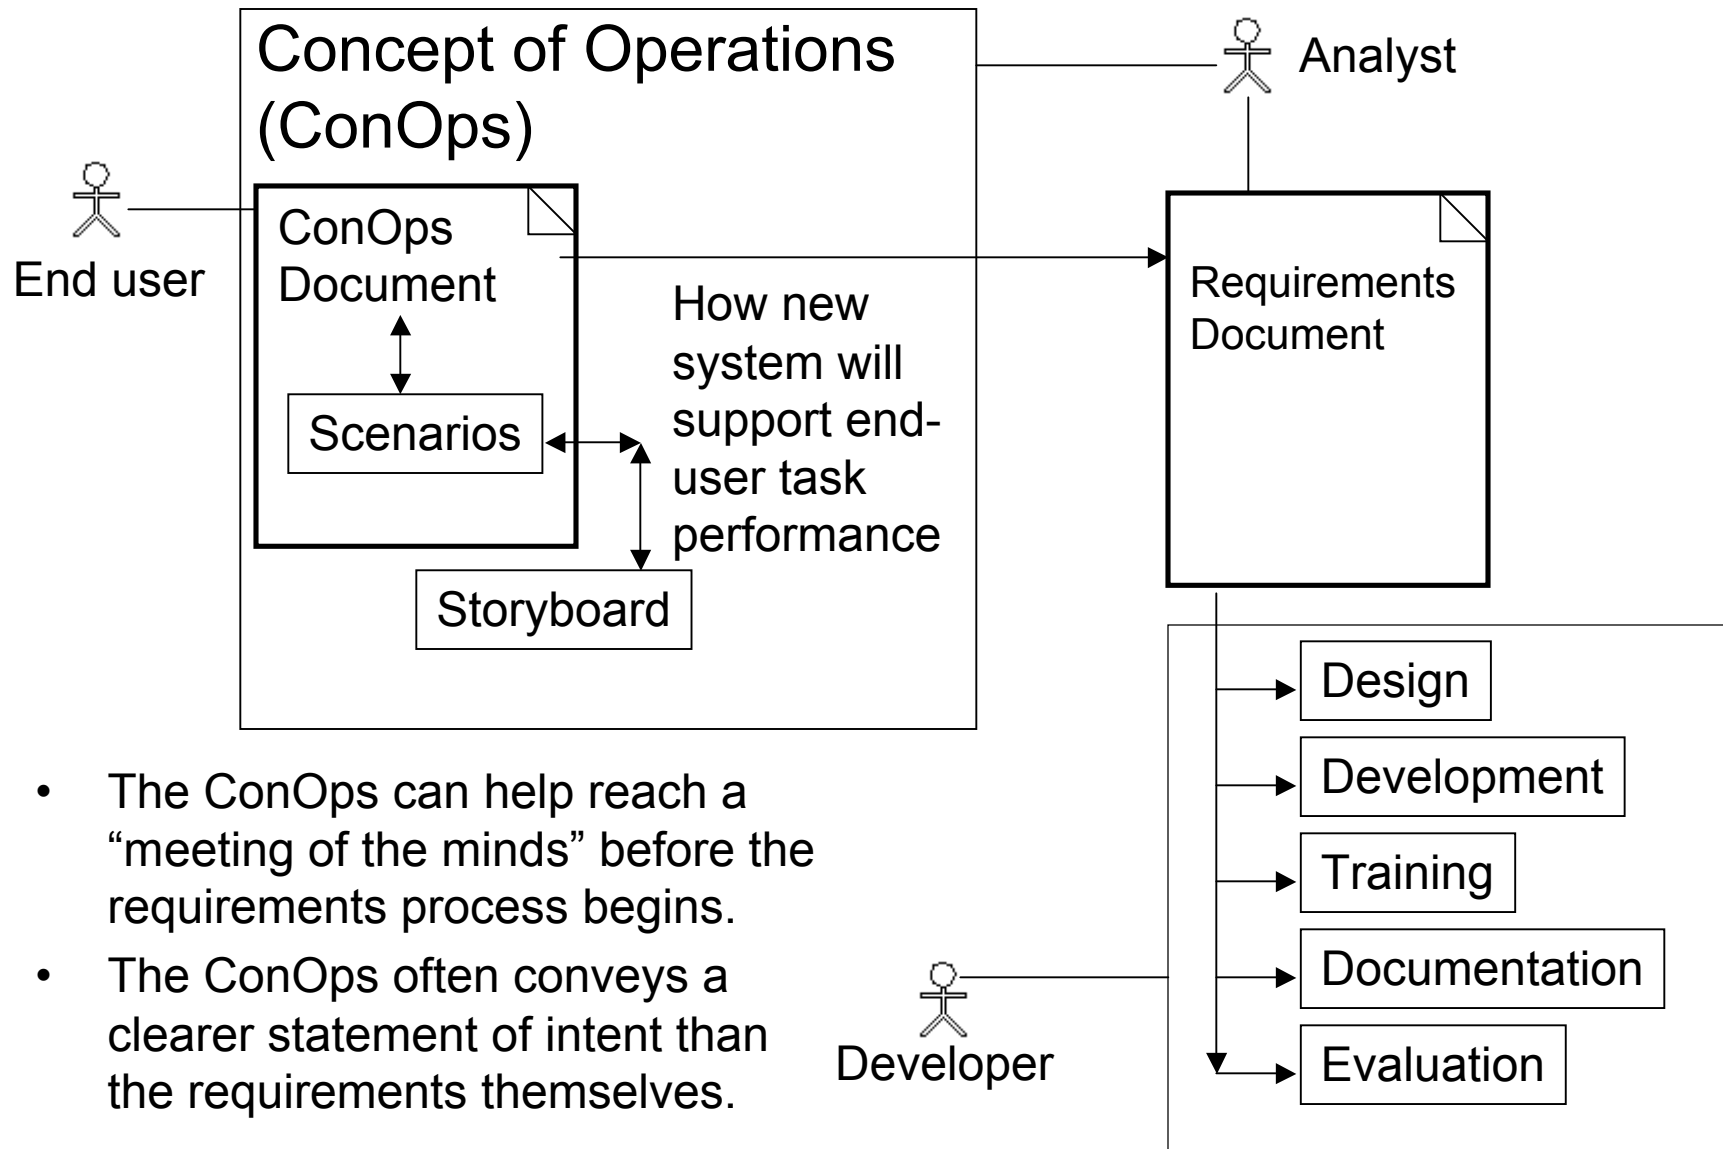 Concept of Operations
(ConOps)
Analyst
End user
ConOps
Document
Scenarios
Storyboard
How new
system will
support end-
user task
performance
Requirements
Document
Design
Development
Training
Documentation
Evaluation
Developer
• The ConOps can help reach a
“meeting of the minds” before the
requirements process begins.
• The ConOps often conveys a
clearer statement of intent than
the requirements themselves.